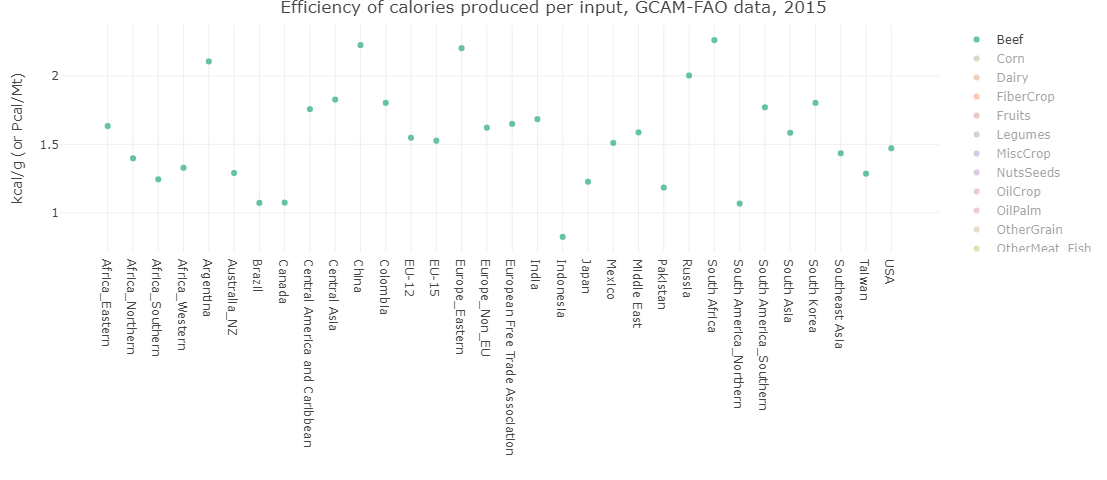 Efficiency of calories produced per input, GCAM-FAO data, 2015
kcal/g (or Pcal/Mt)
2
1.5
1
Africa_Eastern
Africa_Northern
Africa_Southern
Africa_Western
Argentina
Australia_NZ
Brazil
Canada
Central America and Caribbean
Central Asia
China
Colombia
EU-12
EU-15
Europe_Eastern
Europe_Non_EU
European Free Trade Association
India
Indonesia
Japan
Mexico
Middle East
Pakistan
Russia
South Africa
South America_Northern
South America_Southern
South Asia
South Korea
Southeast Asia
Taiwan
USA
Beef
Corn
Dairy
FiberCrop
Fruits
Legumes
MiscCrop
NutsSeeds
OilCrop
OilPalm
OtherGrain
OtherMeat_Fish